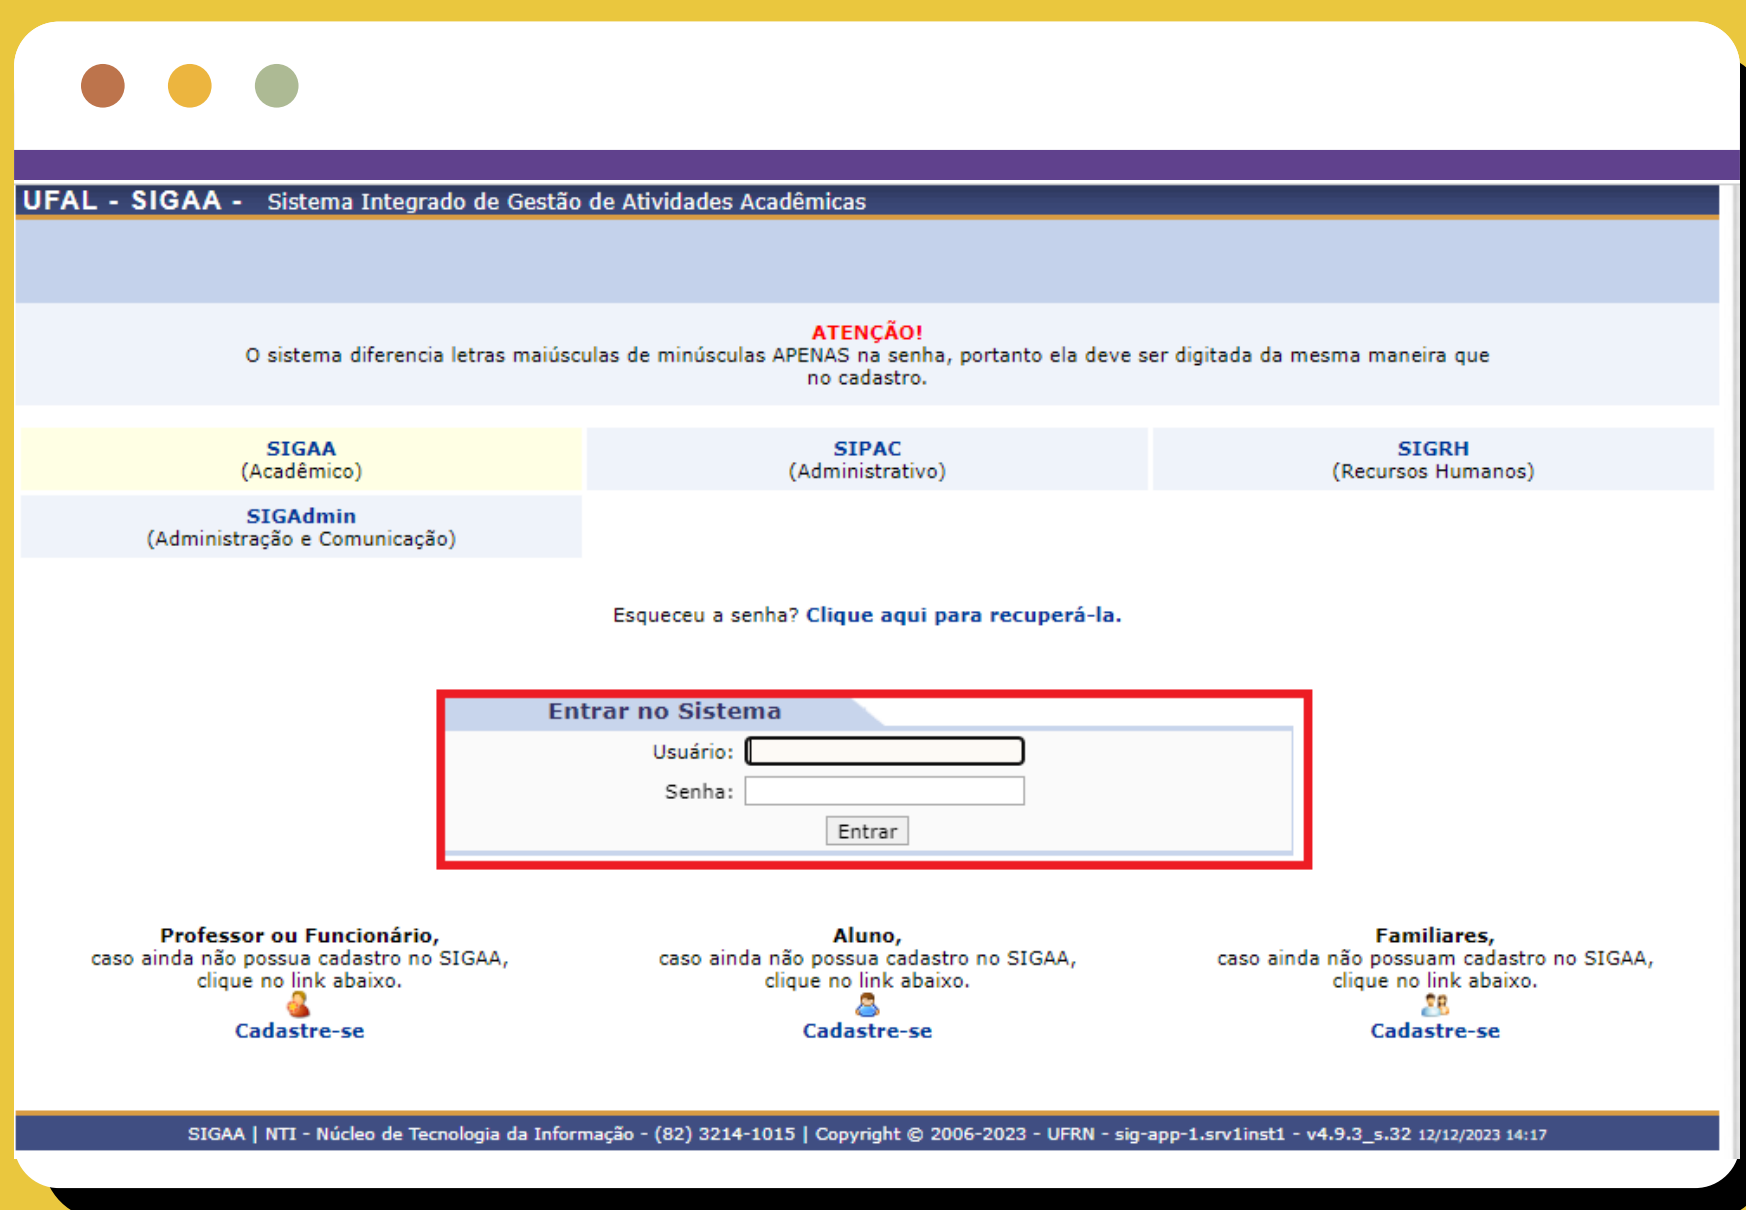 UFAL - SIGAA - Sistema Integrado de Gestão de Atividades Acadêmicas
ATENÇÃO!
O sistema diferencia letras maiúsculas de minúsculas APENAS na senha, portanto ela deve ser digitada da mesma maneira que
no cadastro.
SIGAA
(Acadêmico)
SIPAC
(Administrativo)
SIGRH
(Recursos Humanos)
SIGAdmin
(Administração e Comunicação)
Esqueceu a senha? Clique aqui para recuperá-la.
Entrar no Sistema
Usuário:
Senha:
Entrar
Professor ou Funcionário,
caso ainda não possua cadastro no SIGAA,
clique no link abaixo.
Cadastre-se
Aluno,
caso ainda não possua cadastro no SIGAA,
clique no link abaixo.
Cadastre-se
Familiares,
caso ainda não possuam cadastro no SIGAA,
clique no link abaixo.
Cadastre-se
SIGAA | NTI - Núcleo de Tecnologia da Informação - (82) 3214-1015 | Copyright © 2006-2023 - UFRN - sig-app-1.srv1inst1 - v4.9.3_s.32 12/12/2023 14:17